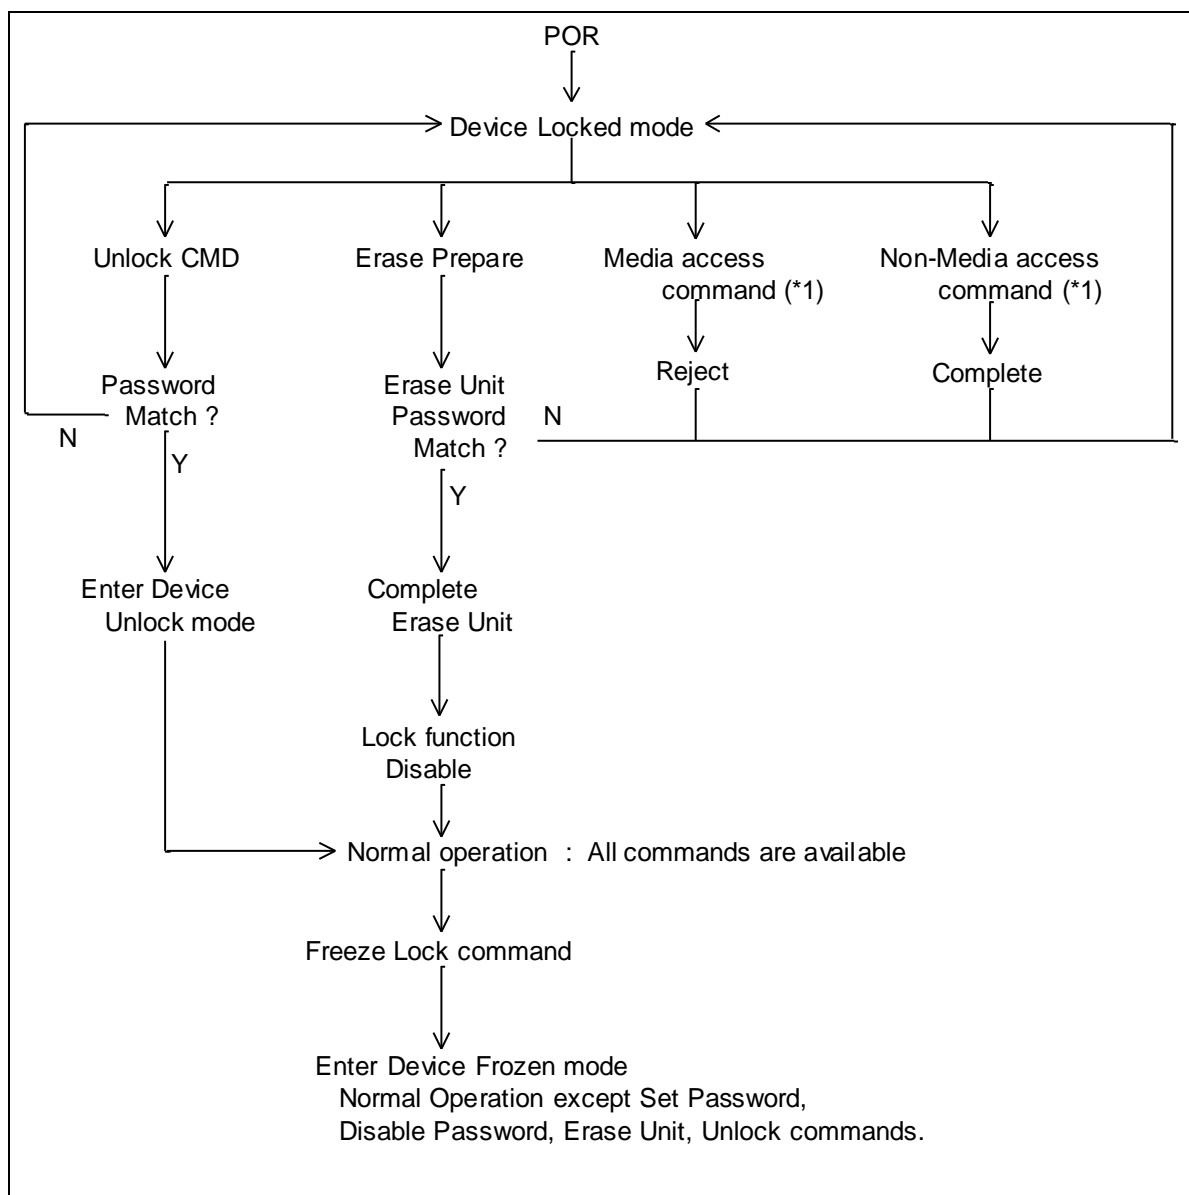 POR
Device Locked mode
Unlock CMD
Erase Prepare
Media access
command (*1)
Non-Media access
command (*1)
Password
Match ?
N
Y
Erase Unit
Password
Match ?
N
Y
Reject
Complete
Enter Device
Unlock mode
Complete
Erase Unit
Lock function
Disable
Normal operation : All commands are available
Freeze Lock command
Enter Device Frozen mode
Normal Operation except Set Password,
Disable Password, Erase Unit, Unlock commands.